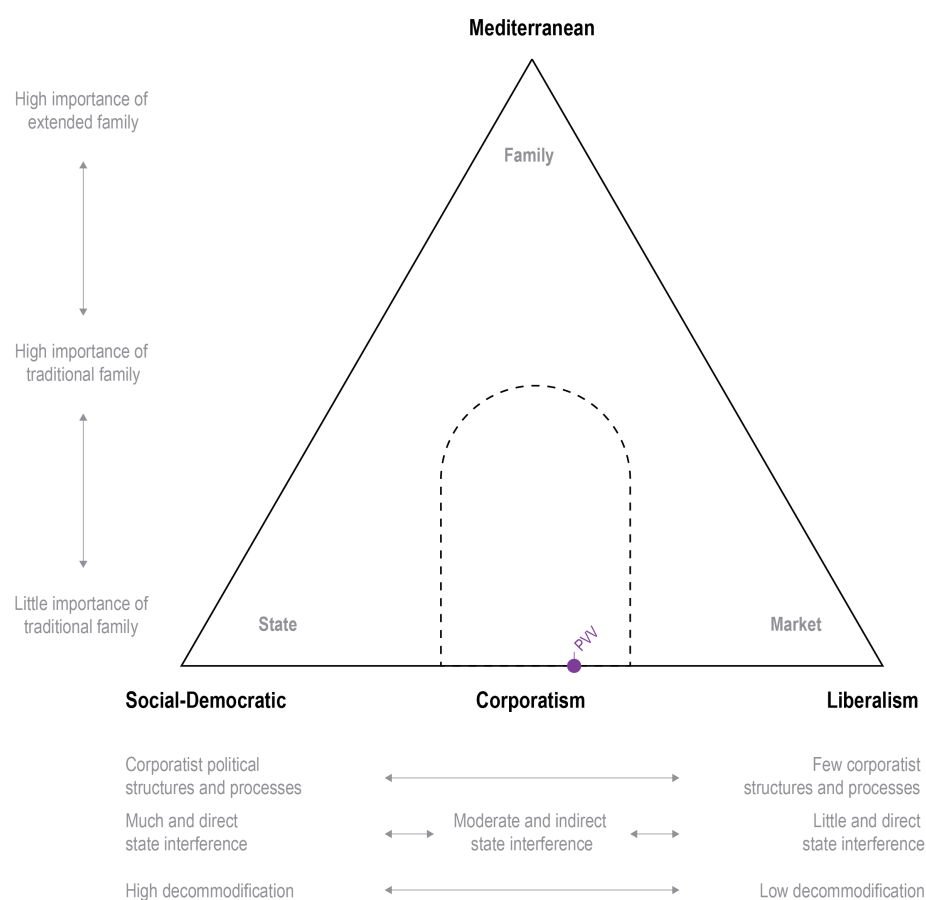 Mediterranean
High importance of
extended family
Family
High importance of
traditional family
Little importance of
traditional family
State
PVV
Market
Social-Democratic
Corporatism
Liberalism
Corporatist political
structures and processes
Few corporatist
structures and processes
Much and direct
state interference
Moderate and indirect
state interference
Little and direct
state interference
High decommodification
Low decommodification